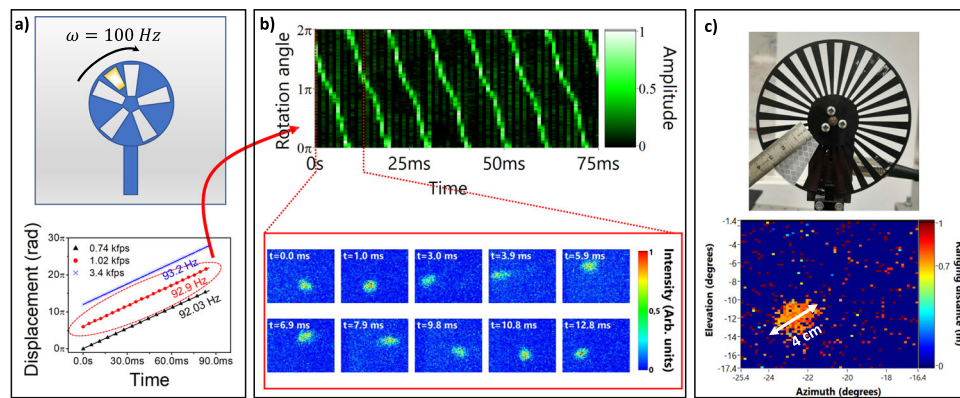 a)
ω = 100 Hz
Displacement (rad)
30π
20π
10π
0
0.74 kfps
1.02 kfps
3.4 kfps
93.2 Hz
92.9 Hz
92.03 Hz
0.0s 30.0ms 60.0ms 90.0ms
Time
b)
Rotation angle
2π
1π
0π
0s 25ms 50ms 75ms
Time
1
0.5
0
Amplitude
t=0.0 ms t=1.0 ms t=3.0 ms t=3.9 ms t=5.9 ms
t=6.9 ms t=7.9 ms t=9.8 ms t=10.8 ms t=12.8 ms
1
0,5
0
Intensity (Arb. units)
c)
Elevation (degrees)
-1.4
-4
-6
-8
-10
-12
-14
-17.4
4 cm
-25.4 -24 -22 -20 -18 -16.4
Azimuth (degrees)
1
0.7
0
Ranging distance (m)